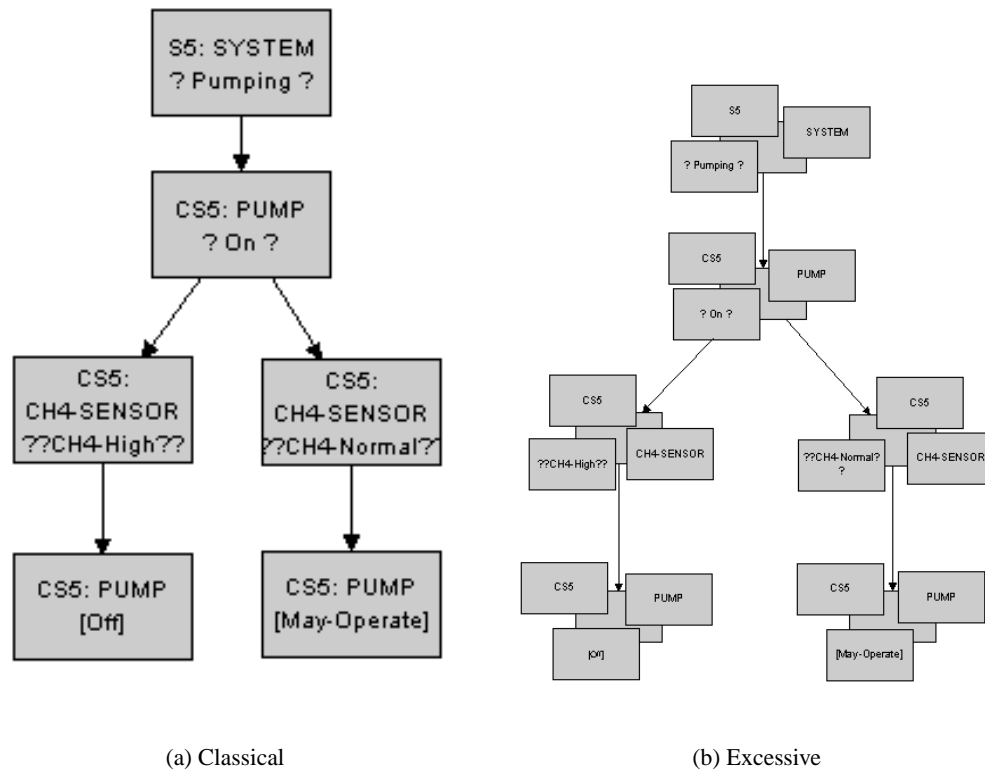 S5: SYSTEM
? Pumping ?
CS5: PUMP
? On ?
CS5:
CH4-SENSOR
??CH4-High??
CS5:
CH4-SENSOR
??CH4-Normal??
CS5: PUMP
[Off]
CS5: PUMP
[May-Operate]
(a) Classical
S5
SYSTEM
? Pumping ?
CS5
PUMP
? On ?
CS5
CH4-SENSOR
??CH4-High??
CS5
CH4-SENSOR
??CH4-Normal?
?
CS5
PUMP
[Off]
CS5
PUMP
[May-Operate]
(b) Excessive